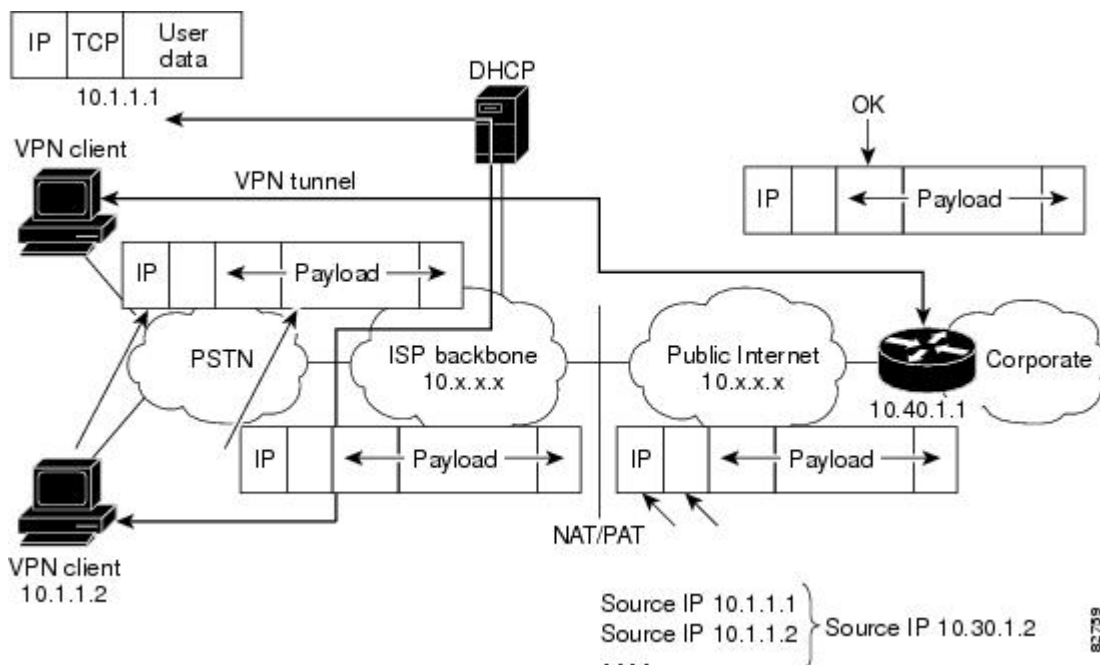 IP TCP User data
10.1.1.1
DHCP
OK
VPN client
VPN tunnel
IP Payload
IP Payload
PSTN
ISP backbone
10.x.x.x
Public Internet
10.x.x.x
Corporate
10.40.1.1
IP Payload
IP Payload
NAT/PAT
VPN client
10.1.1.2
Source IP 10.1.1.1
Source IP 10.1.1.2
Source IP 10.30.1.2
82759